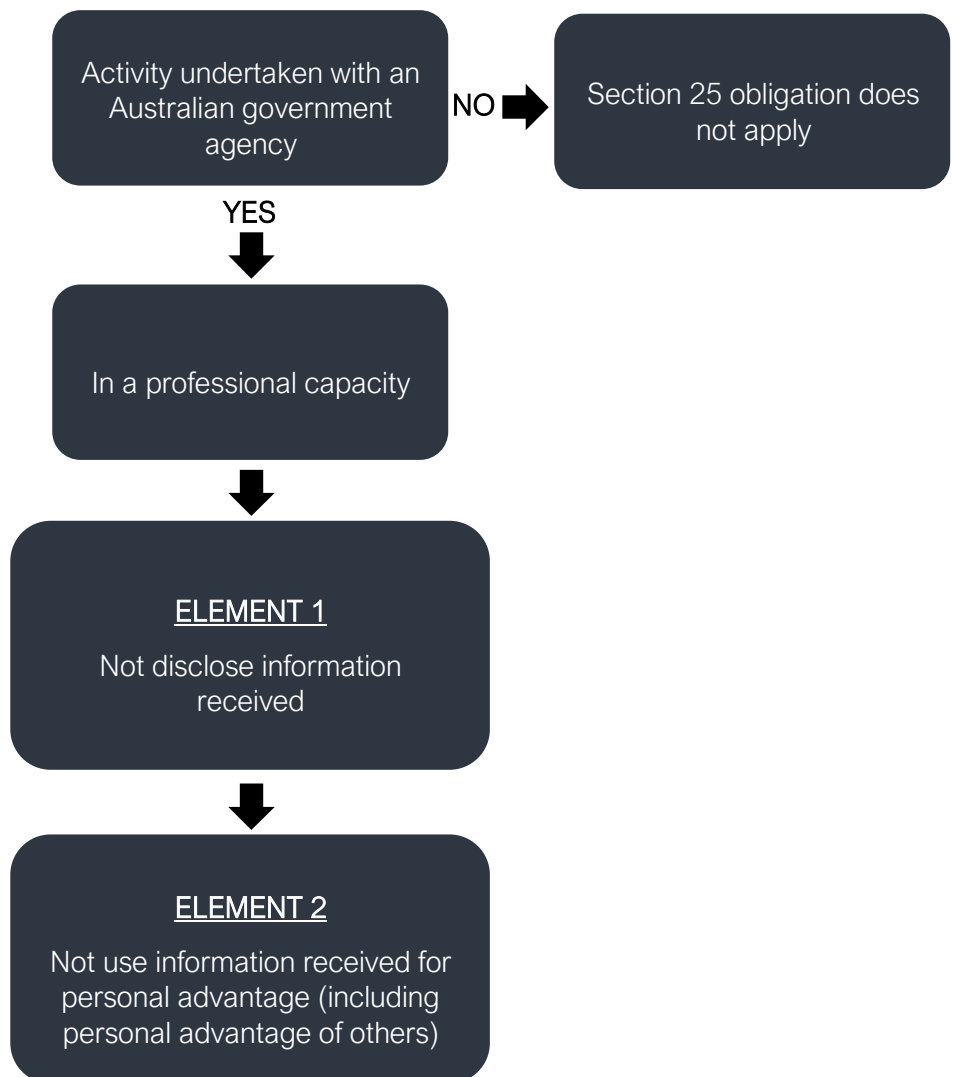 Activity undertaken with an
Australian government
agency
NO
Section 25 obligation does
not apply
YES
In a professional capacity
ELEMENT 1
Not disclose information
received
ELEMENT 2
Not use information received for
personal advantage (including
personal advantage of others)